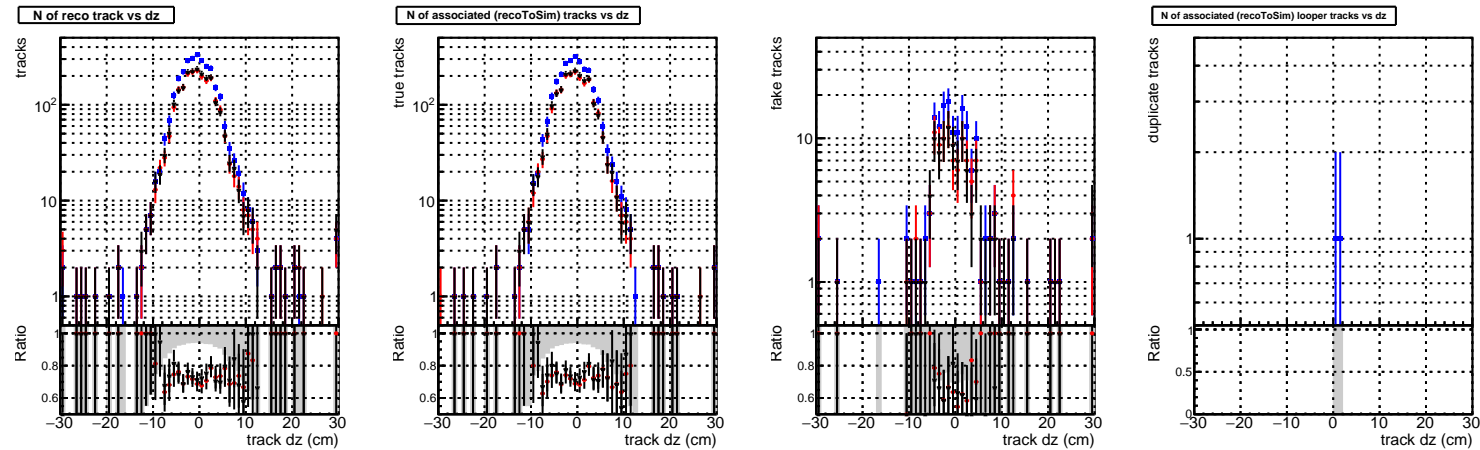 N of reco track vs dz
tracks
10²
10
1
Ratio
1
0.8
0.6
−30 −20 −10 0 10 20 30
track dz (cm)
N of associated (recoToSim) tracks vs dz
true tracks
10²
10
1
Ratio
1
0.8
0.6
−30 −20 −10 0 10 20 30
track dz (cm)
fake tracks
10
1
Ratio
1
0.8
0.6
−30 −20 −10 0 10 20 30
track dz (cm)
N of associated (recoToSim) looper tracks vs dz
duplicate tracks
1
Ratio
1
0.5
0
−30 −20 −10 0 10 20 30
track dz (cm)